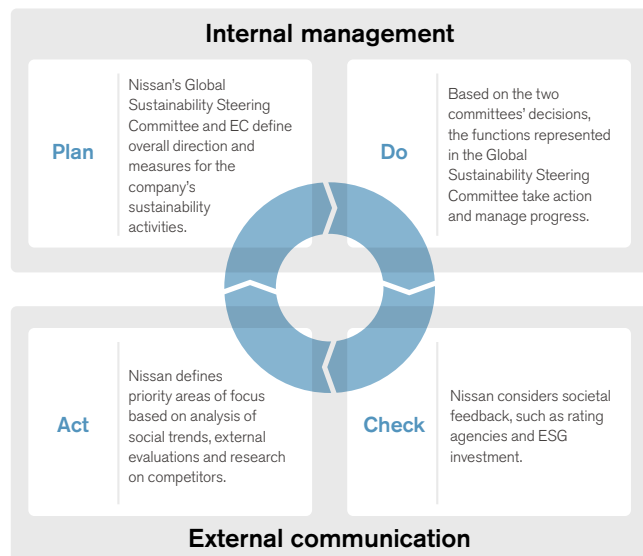 Internal management
Plan
Nissan's Global
Sustainability Steering
Committee and EC define
overall direction and
measures for the
company's
sustainability
activities.
Do
Based on the two
committees' decisions,
the functions represented
in the Global
Sustainability Steering
Committee take action
and manage progress.
Act
Nissan defines
priority areas of focus
based on analysis of
social trends, external
evaluations and research
on competitors.
Check
Nissan considers societal
feedback, such as rating
agencies and ESG
investment.
External communication